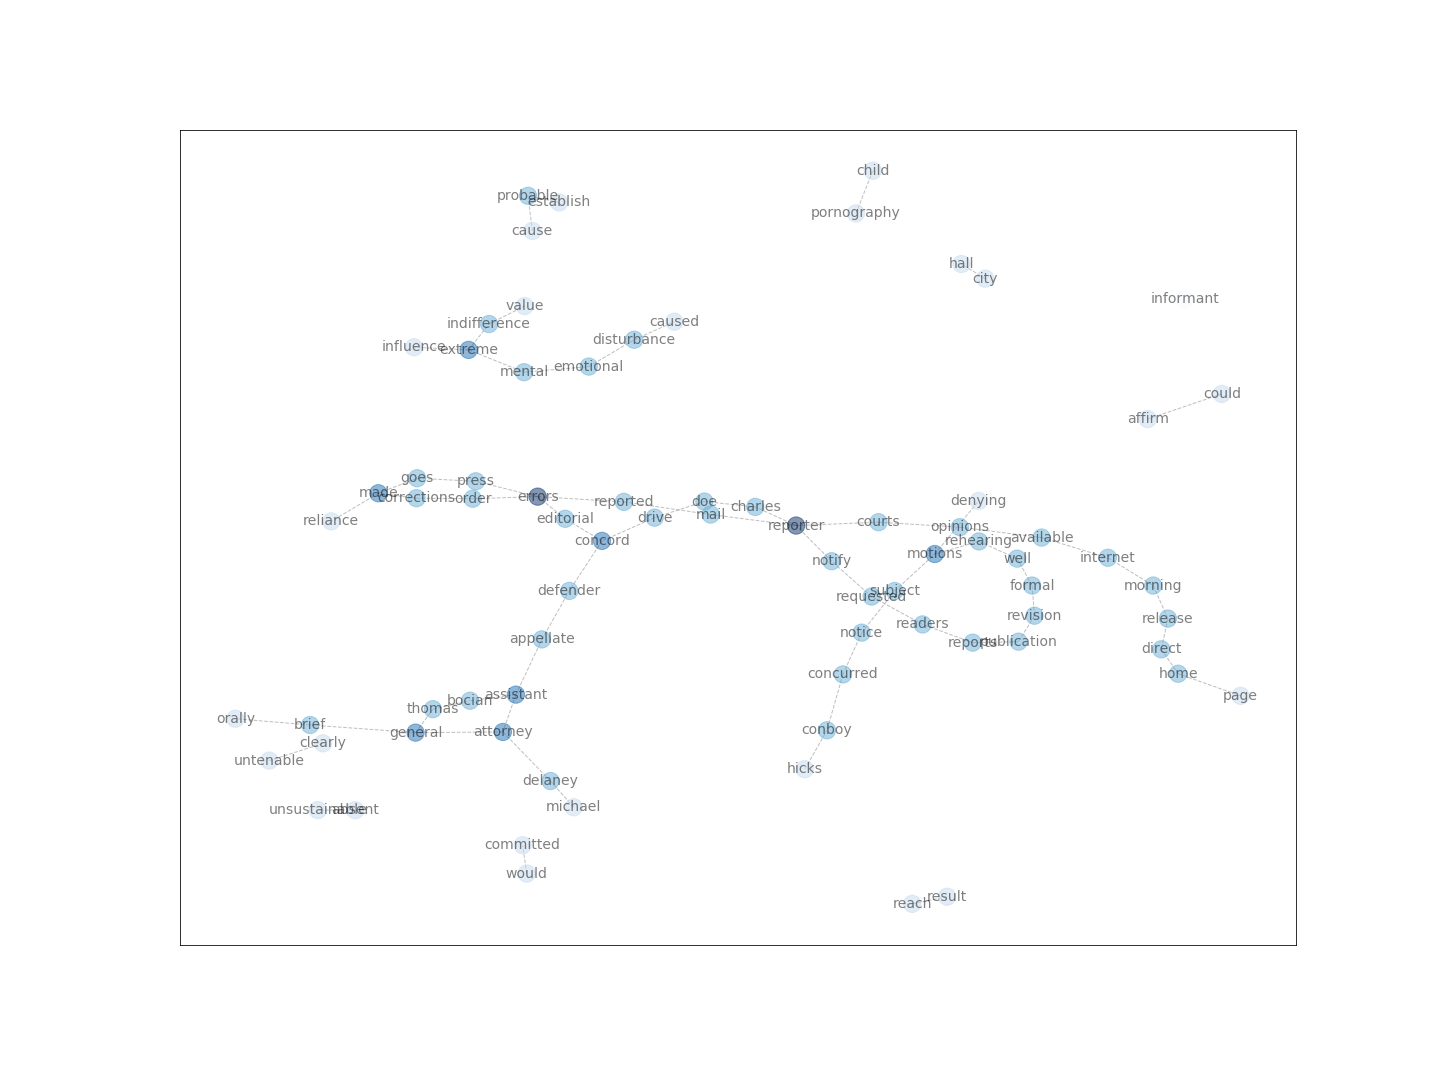 child
probable
establish
pornography
cause
hall
city
informant
value
caused
indifference
disturbance
influence
extreme
emotional
mental
could
affirm
goes
press
made
corrections
order
errors
reported
doe
mail
charles
denying
reliance
editorial
drive
reporter
courts
opinions
concord
rehearing
available
motions
well
internet
notify
defender
requested
subject
formal
morning
revision
release
readers
notice
appellate
reports
publication
direct
concurred
home
page
assistant
bocian
thomas
orally
brief
general
attorney
conboy
clearly
untenable
hicks
delaney
michael
unsustainable
absent
committed
would
result
reach